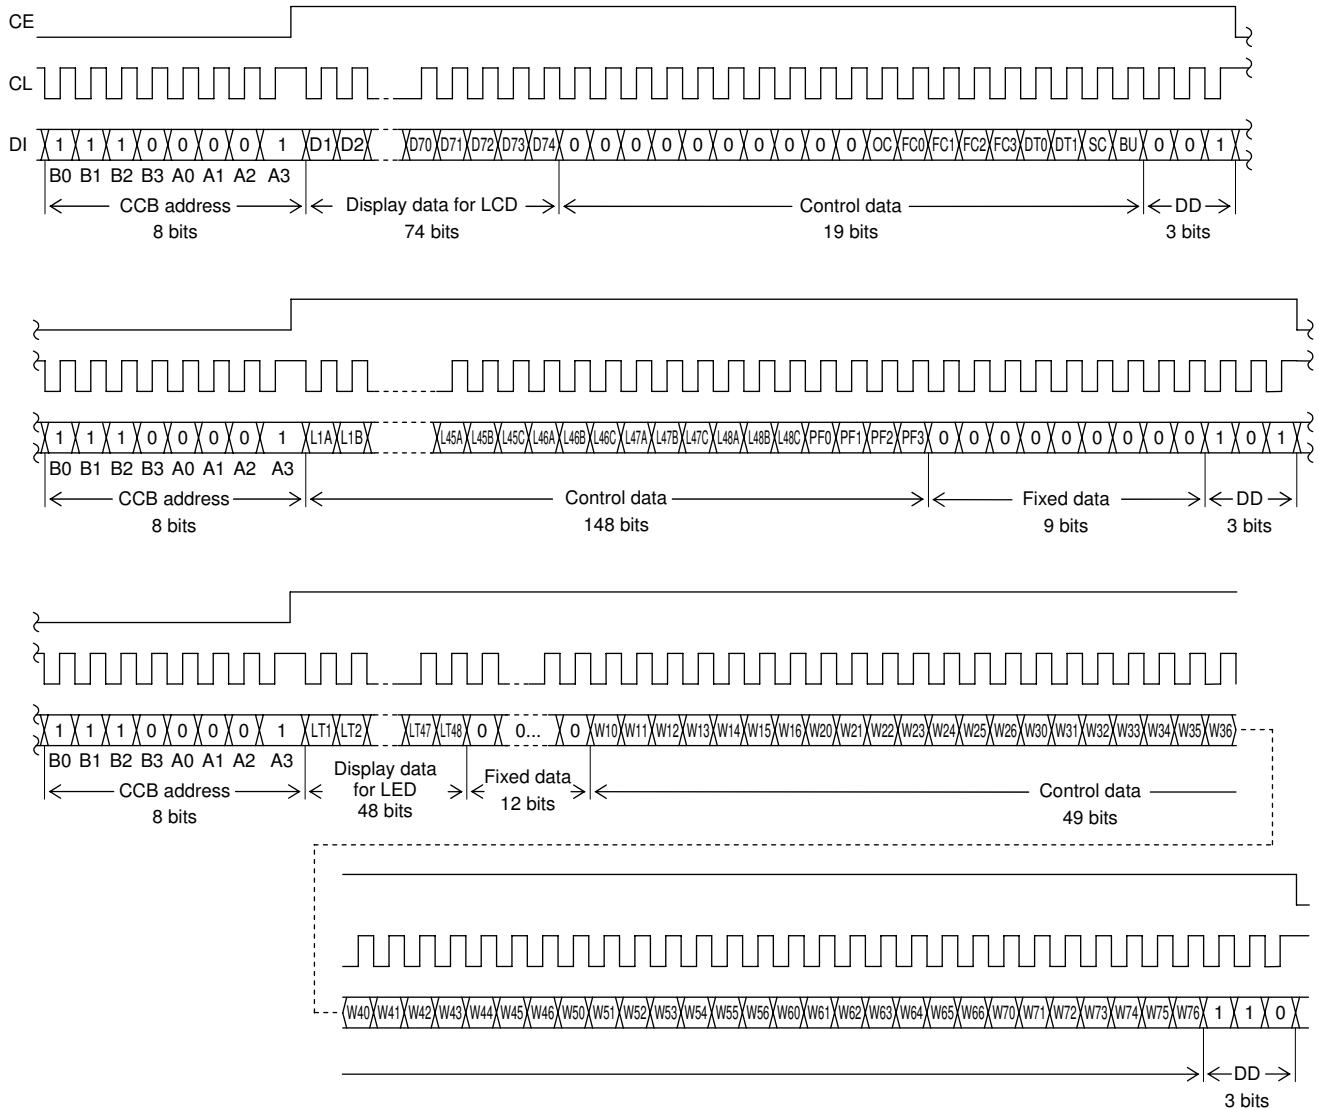 CE
CL
DI 1 1 1 0 0 0 0 1 D1 D2 D70 D71 D72 D73 D74 0 0 0 0 0 0 0 0 0 0 OC FC0 FC1 FC2 FC3 DT0 DT1 SC BU 0 0 1
B0 B1 B2 B3 A0 A1 A2 A3
CCB address Display data for LCD Control data DD
8 bits 74 bits 19 bits 3 bits
1 1 1 0 0 0 0 1 L1A L1B L45A L45B L45C L46A L46B L46C L47A L47B L47C L48A L48B L48C PF0 PF1 PF2 PF3 0 0 0 0 0 0 0 0 0 1 0 1
B0 B1 B2 B3 A0 A1 A2 A3
CCB address Control data Fixed data DD
8 bits 148 bits 9 bits 3 bits
1 1 1 0 0 0 0 1 LT1 LT2 LT47 LT48 0 0... 0 W10 W11 W12 W13 W14 W15 W16 W20 W21 W22 W23 W24 W25 W26 W30 W31 W32 W33 W34 W35 W36
B0 B1 B2 B3 A0 A1 A2 A3
CCB address Display data for LED Fixed data Control data
8 bits 48 bits 12 bits 49 bits
W40 W41 W42 W43 W44 W45 W46 W50 W51 W52 W53 W54 W55 W56 W60 W61 W62 W63 W64 W65 W66 W70 W71 W72 W73 W74 W75 W76 1 1 0
DD
3 bits